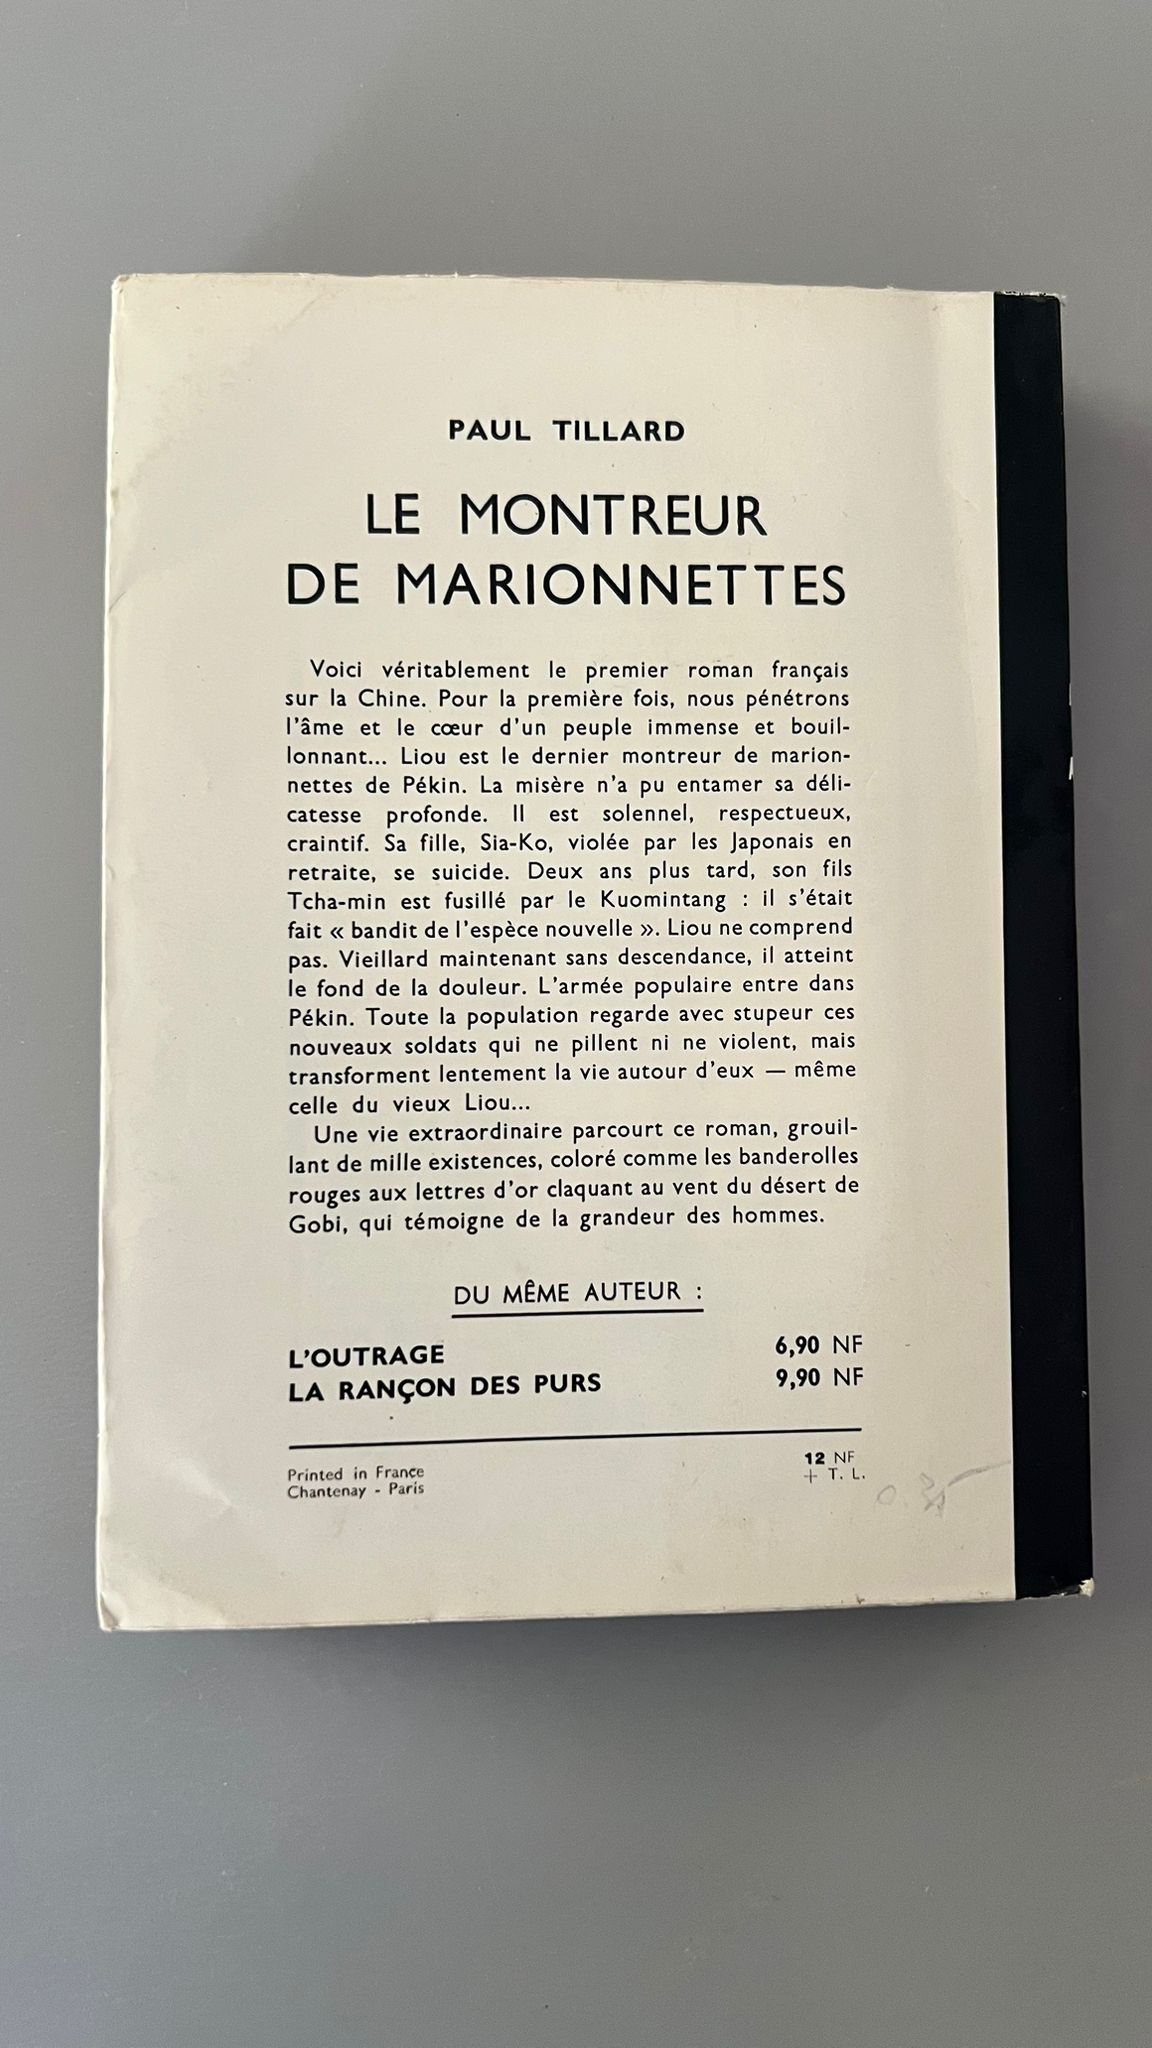 PAUL TILLARD
LE MONTREUR
DE MARIONNETTES
Voici véritablement le premier roman français
sur la Chine. Pour la première fois, nous pénétrons
l'âme et le cœur d'un peuple immense et bouil-
lonnant... Liou est le dernier montreur de marion-
nettes de Pékin. La misère n'a pu entamer sa déli-
catesse profonde. Il est solennel, respectueux,
craintif. Sa fille, Sia-Ko, violée par les Japonais en
retraite, se suicide. Deux ans plus tard, son fils
Tcha-min est fusillé par le Kuomintang : il s'était
fait « bandit de l'espèce nouvelle ». Liou ne comprend
pas. Vieillard maintenant sans descendance, il atteint
le fond de la douleur. L'armée populaire entre dans
Pékin. Toute la population regarde avec stupeur ces
nouveaux soldats qui ne pillent ni ne violent, mais
transforment lentement la vie autour d'eux — même
celle du vieux Liou...
Une vie extraordinaire parcourt ce roman, grouil-
lant de mille existences, coloré comme les banderolles
rouges aux lettres d'or claquant au vent du désert de
Gobi, qui témoigne de la grandeur des hommes.
DU MÊME AUTEUR :
L'OUTRAGE 6,90 NF
LA RANÇON DES PURS 9,90 NF
Printed in France 12 NF
Chantenay - Paris + T. L.